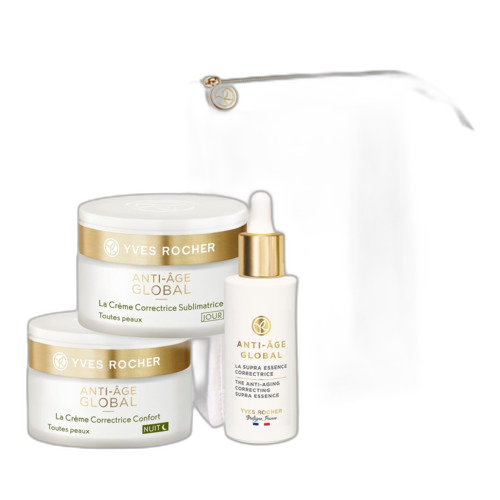 YVES ROCHER
ANTI-ÂGE
GLOBAL
La Crème Correctrice Sublimatrice
Toutes peaux
JOUR
YVES ROCHER
ANTI-ÂGE
GLOBAL
La Crème Correctrice Confort
Toutes peaux
NUIT
ANTI-ÂGE
GLOBAL
LA SUPRA ESSENCE
CORRECTRICE
THE ANTI-AGING
CORRECTING
SUPRA ESSENCE
YVES ROCHER
Bretagne, France